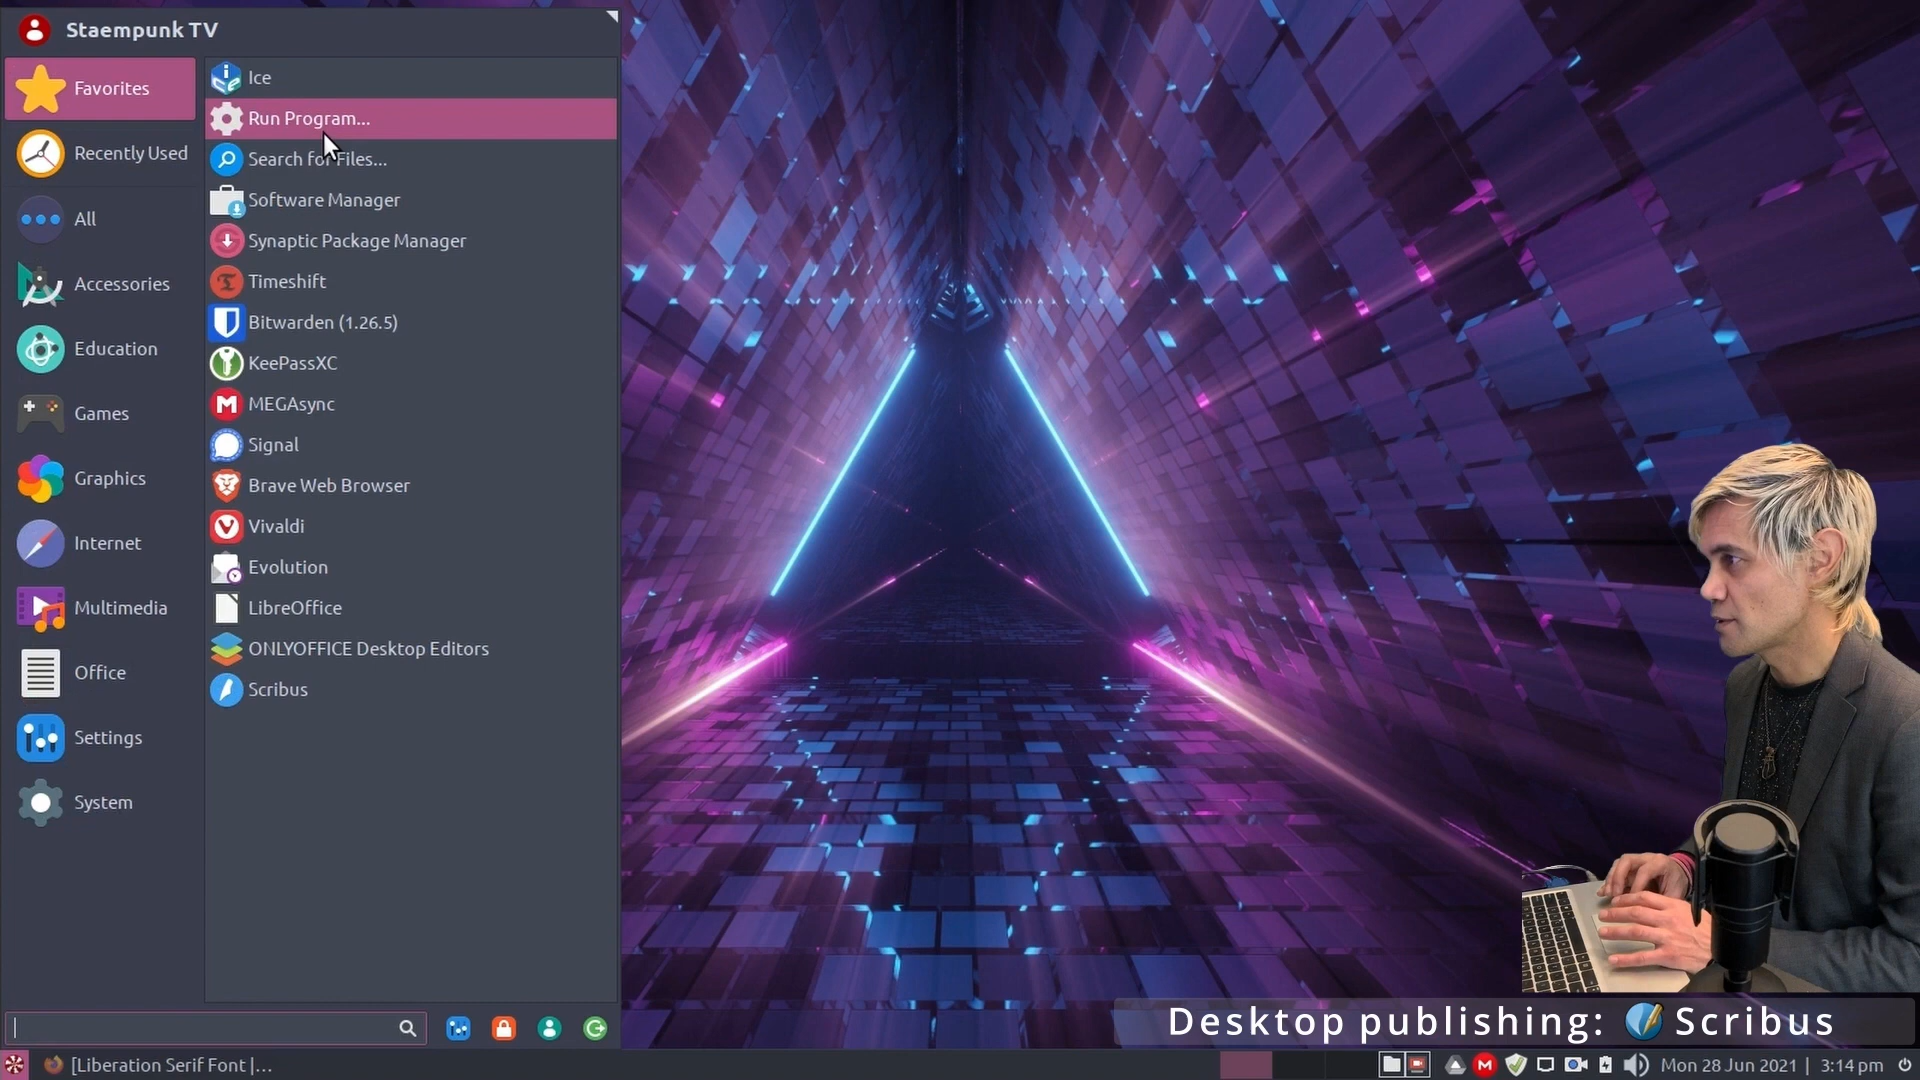 Staempunk TV
Favorites
Recently Used
All
Accessories
Education
Games
Graphics
Internet
Multimedia
Office
Settings
System
Ice
Run Program...
Search for Files...
Software Manager
Synaptic Package Manager
Timeshift
Bitwarden (1.26.5)
KeePassXC
MEGAsync
Signal
Brave Web Browser
Vivaldi
Evolution
LibreOffice
ONLYOFFICE Desktop Editors
Scribus
Desktop publishing: Scribus
[Liberation Serif Font |...
Mon 28 Jun 2021 | 3:14 pm